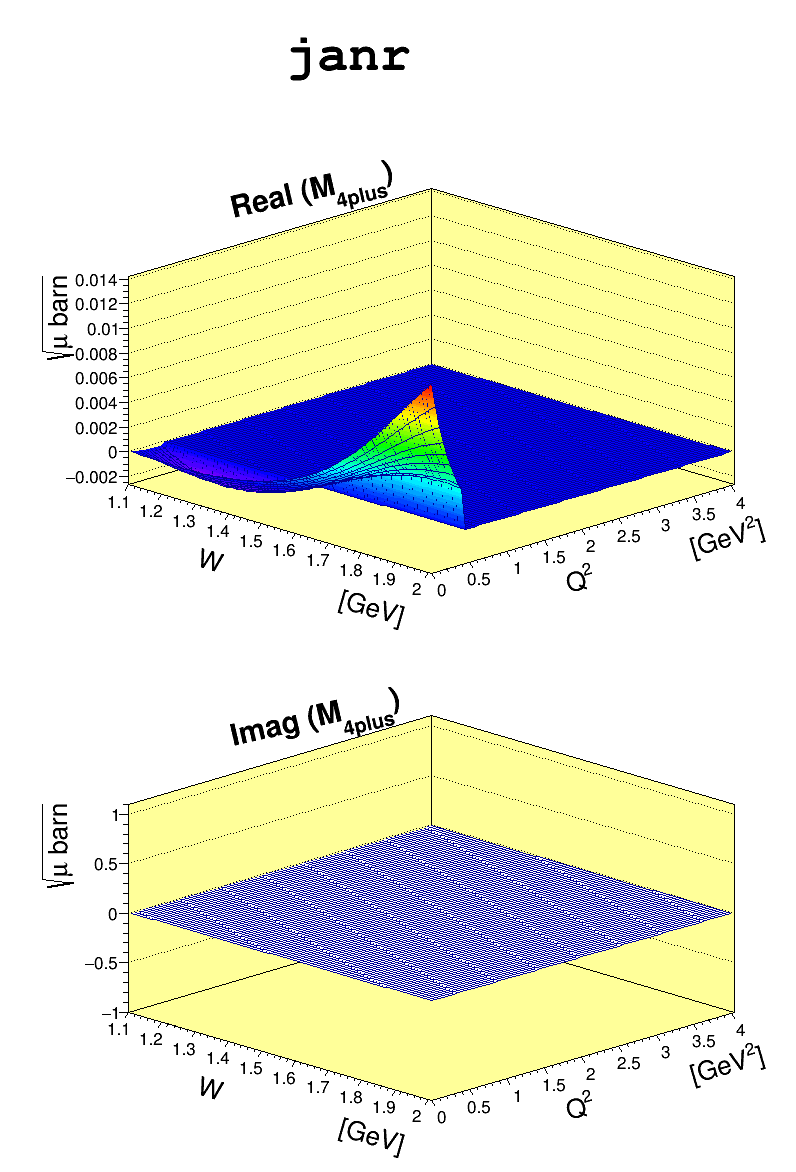 janr
Real (M4plus)
√μ barn
0.014
0.012
0.01
0.008
0.006
0.004
0.002
0
−0.002
1.1 1.2 1.3 1.4 1.5 1.6 1.7 1.8 1.9 2
W
[GeV]
0 0.5 1 1.5 2 2.5 3 3.5 4
Q2
[GeV2]
Imag (M4plus)
√μ barn
1
0.5
0
−0.5
−1
1.1 1.2 1.3 1.4 1.5 1.6 1.7 1.8 1.9 2
W
[GeV]
0 0.5 1 1.5 2 2.5 3 3.5 4
Q2
[GeV2]